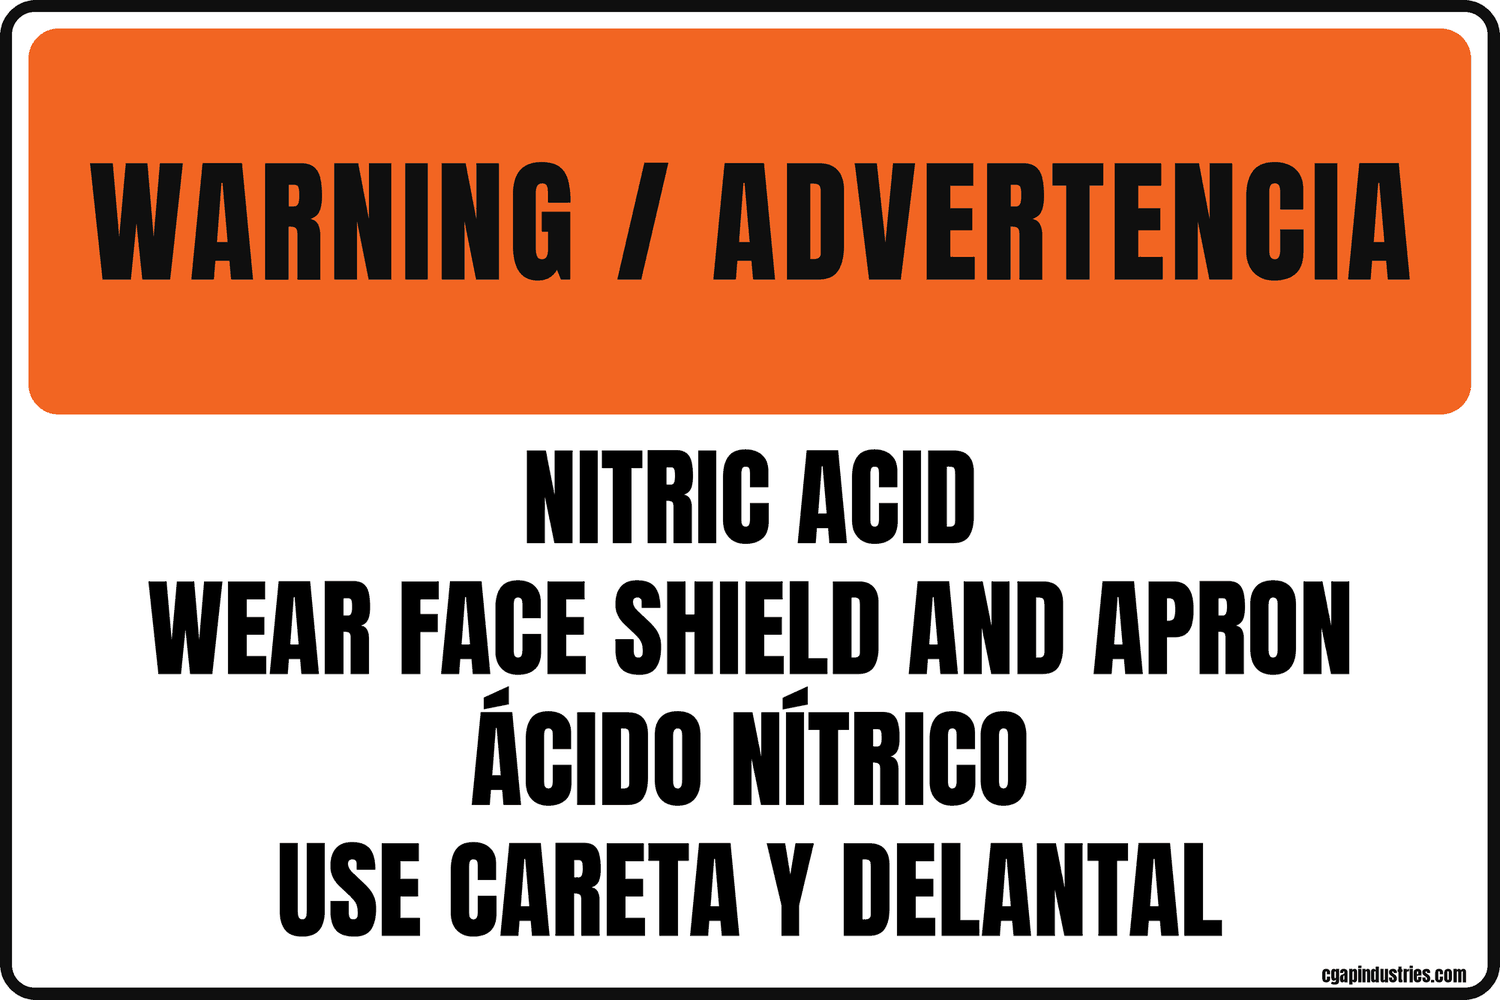 WARNING / ADVERTENCIA
NITRIC ACID
WEAR FACE SHIELD AND APRON
ÁCIDO NÍTRICO
USE CARETA Y DELANTAL
cgapindustries.com